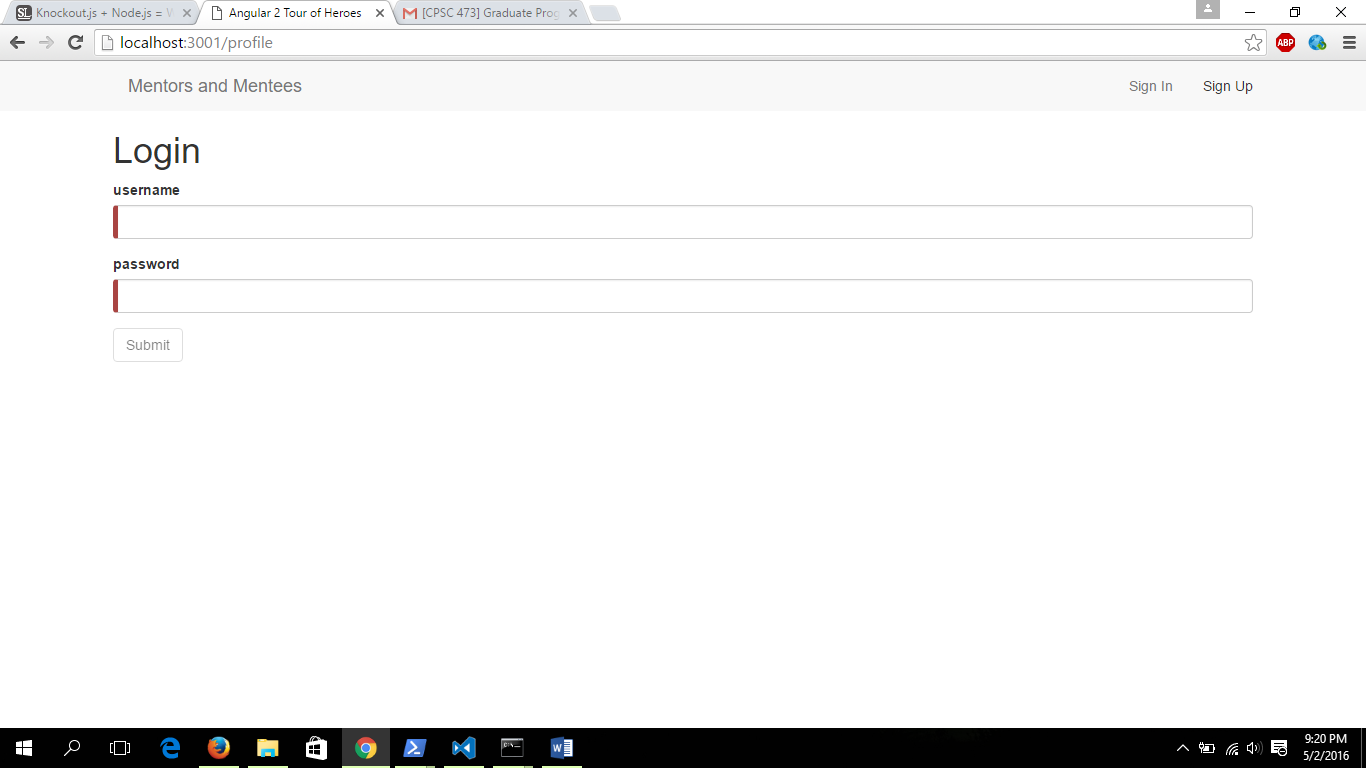 SL Knockout.js + Node.js =
Angular 2 Tour of Heroes
[CPSC 473] Graduate Prog
localhost:3001/profile
ABP
Mentors and Mentees
Sign In
Sign Up
Login
username
password
Submit
9:20 PM
5/2/2016